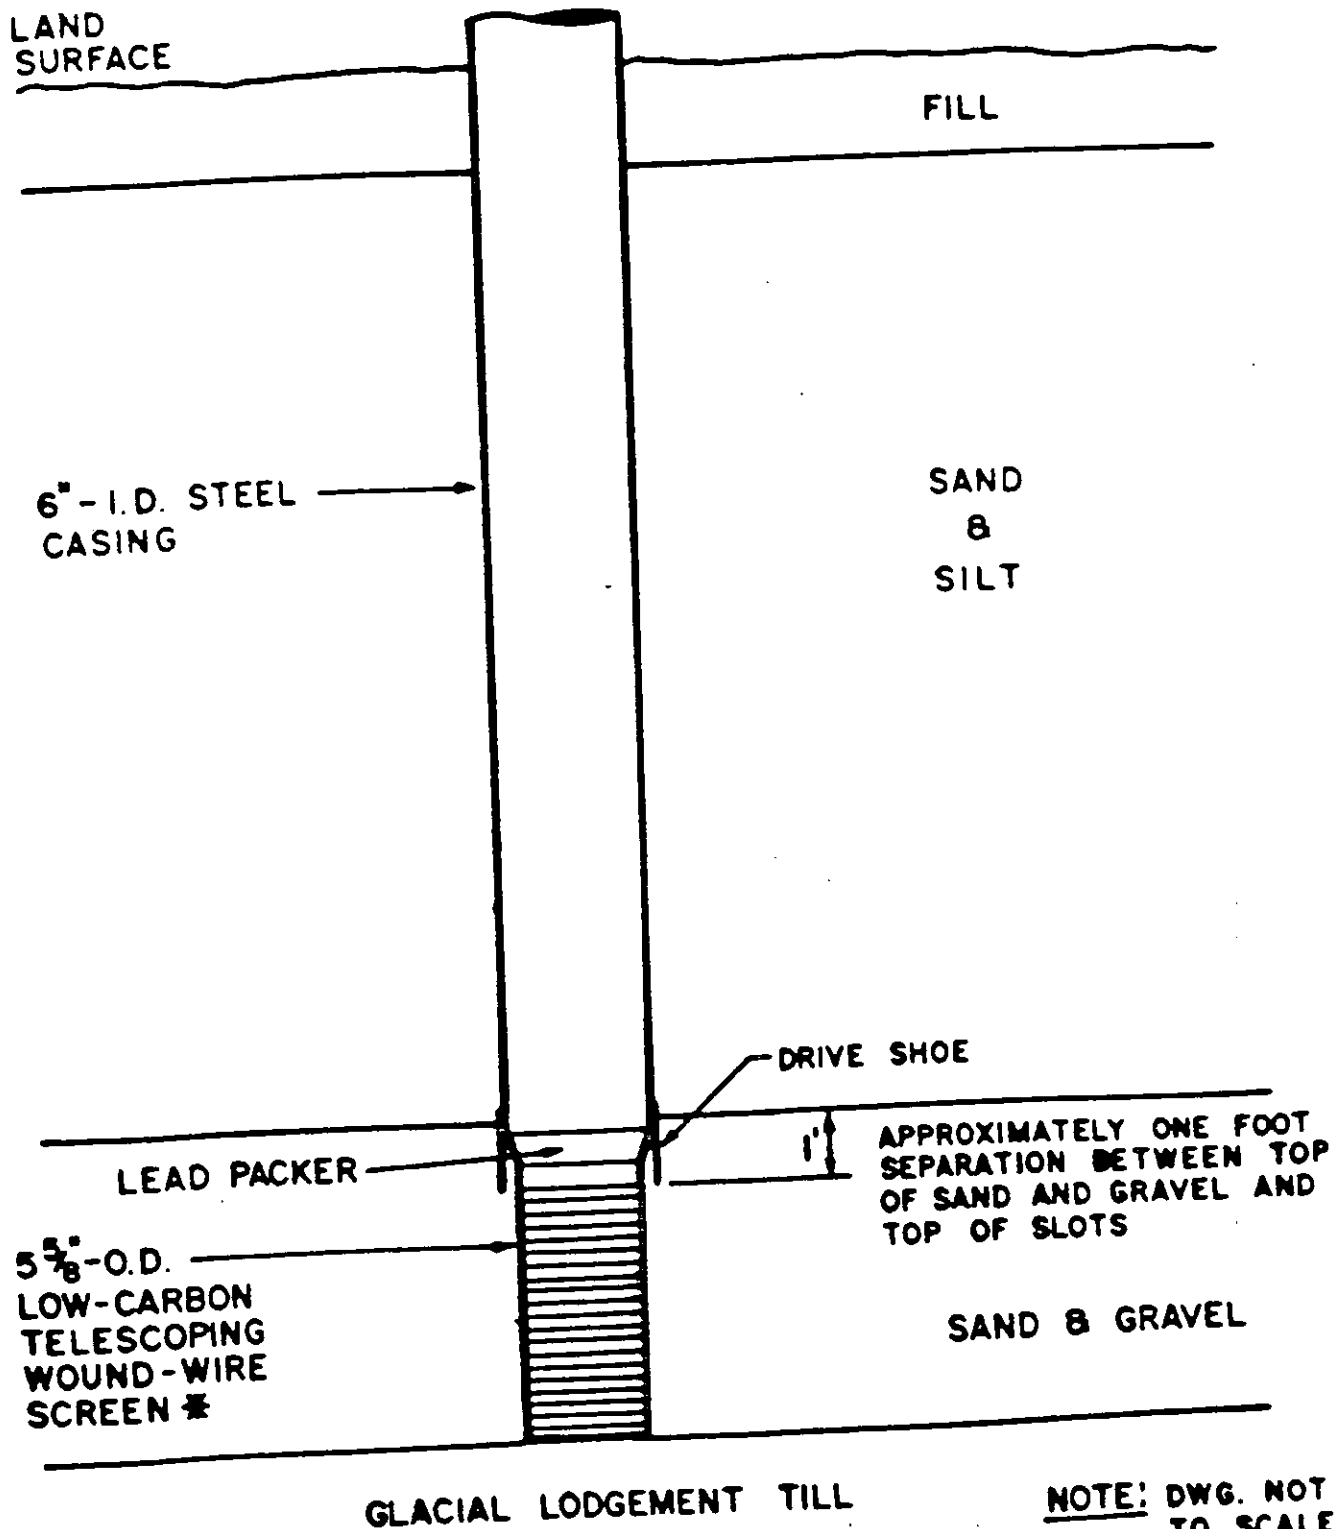 LAND
SURFACE
FILL
6"-I.D. STEEL
CASING
SAND
&
SILT
DRIVE SHOE
1'
APPROXIMATELY ONE FOOT
SEPARATION BETWEEN TOP
OF SAND AND GRAVEL AND
TOP OF SLOTS
LEAD PACKER
5 5/8"-O.D.
LOW-CARBON
TELESCOPING
WOUND-WIRE
SCREEN *
SAND & GRAVEL
GLACIAL LODGEMENT TILL
NOTE: DWG. NOT
TO SCALE